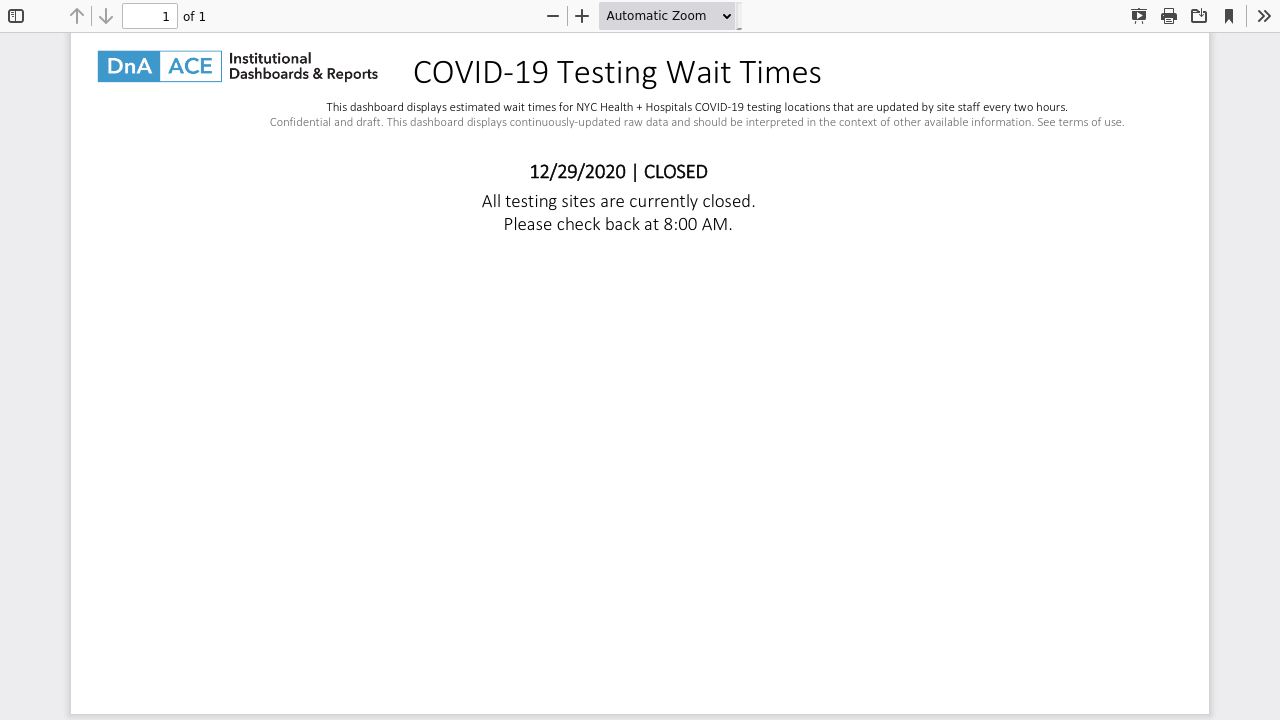 1 of 1 Automatic Zoom
DnA ACE Institutional
Dashboards & Reports
COVID-19 Testing Wait Times
This dashboard displays estimated wait times for NYC Health + Hospitals COVID-19 testing locations that are updated by site staff every two hours.
Confidential and draft. This dashboard displays continuously-updated raw data and should be interpreted in the context of other available information. See terms of use.
12/29/2020 | CLOSED
All testing sites are currently closed.
Please check back at 8:00 AM.